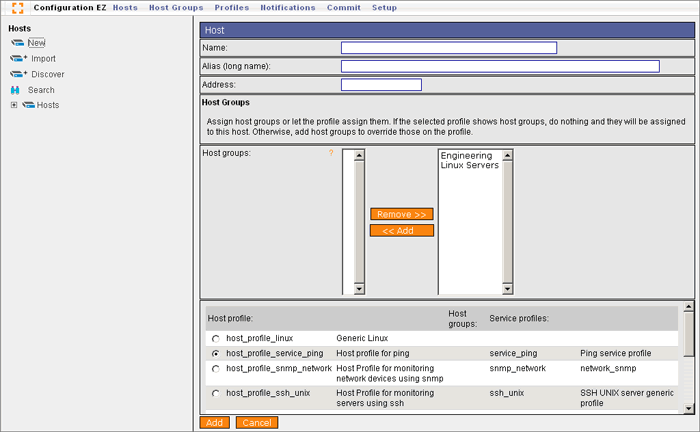 Configuration EZ Hosts Host Groups Profiles Notifications Commit Setup
Hosts
New
Import
Discover
Search
Hosts
Host
Name:
Alias (long name):
Address:
Host Groups
Assign host groups or let the profile assign them. If the selected profile shows host groups, do nothing and they will be assigned
to this host. Otherwise, add host groups to override those on the profile.
Host groups: ?
Engineering
Linux Servers
Remove >>
<< Add
Host profile: Host groups: Service profiles:
host_profile_linux Generic Linux
host_profile_service_ping Host profile for ping service_ping Ping service profile
host_profile_snmp_network Host Profile for monitoring snmp_network network_snmp
network devices using snmp
host_profile_ssh_unix Host Profile for monitoring ssh_unix SSH UNIX server generic
servers using ssh profile
Add Cancel